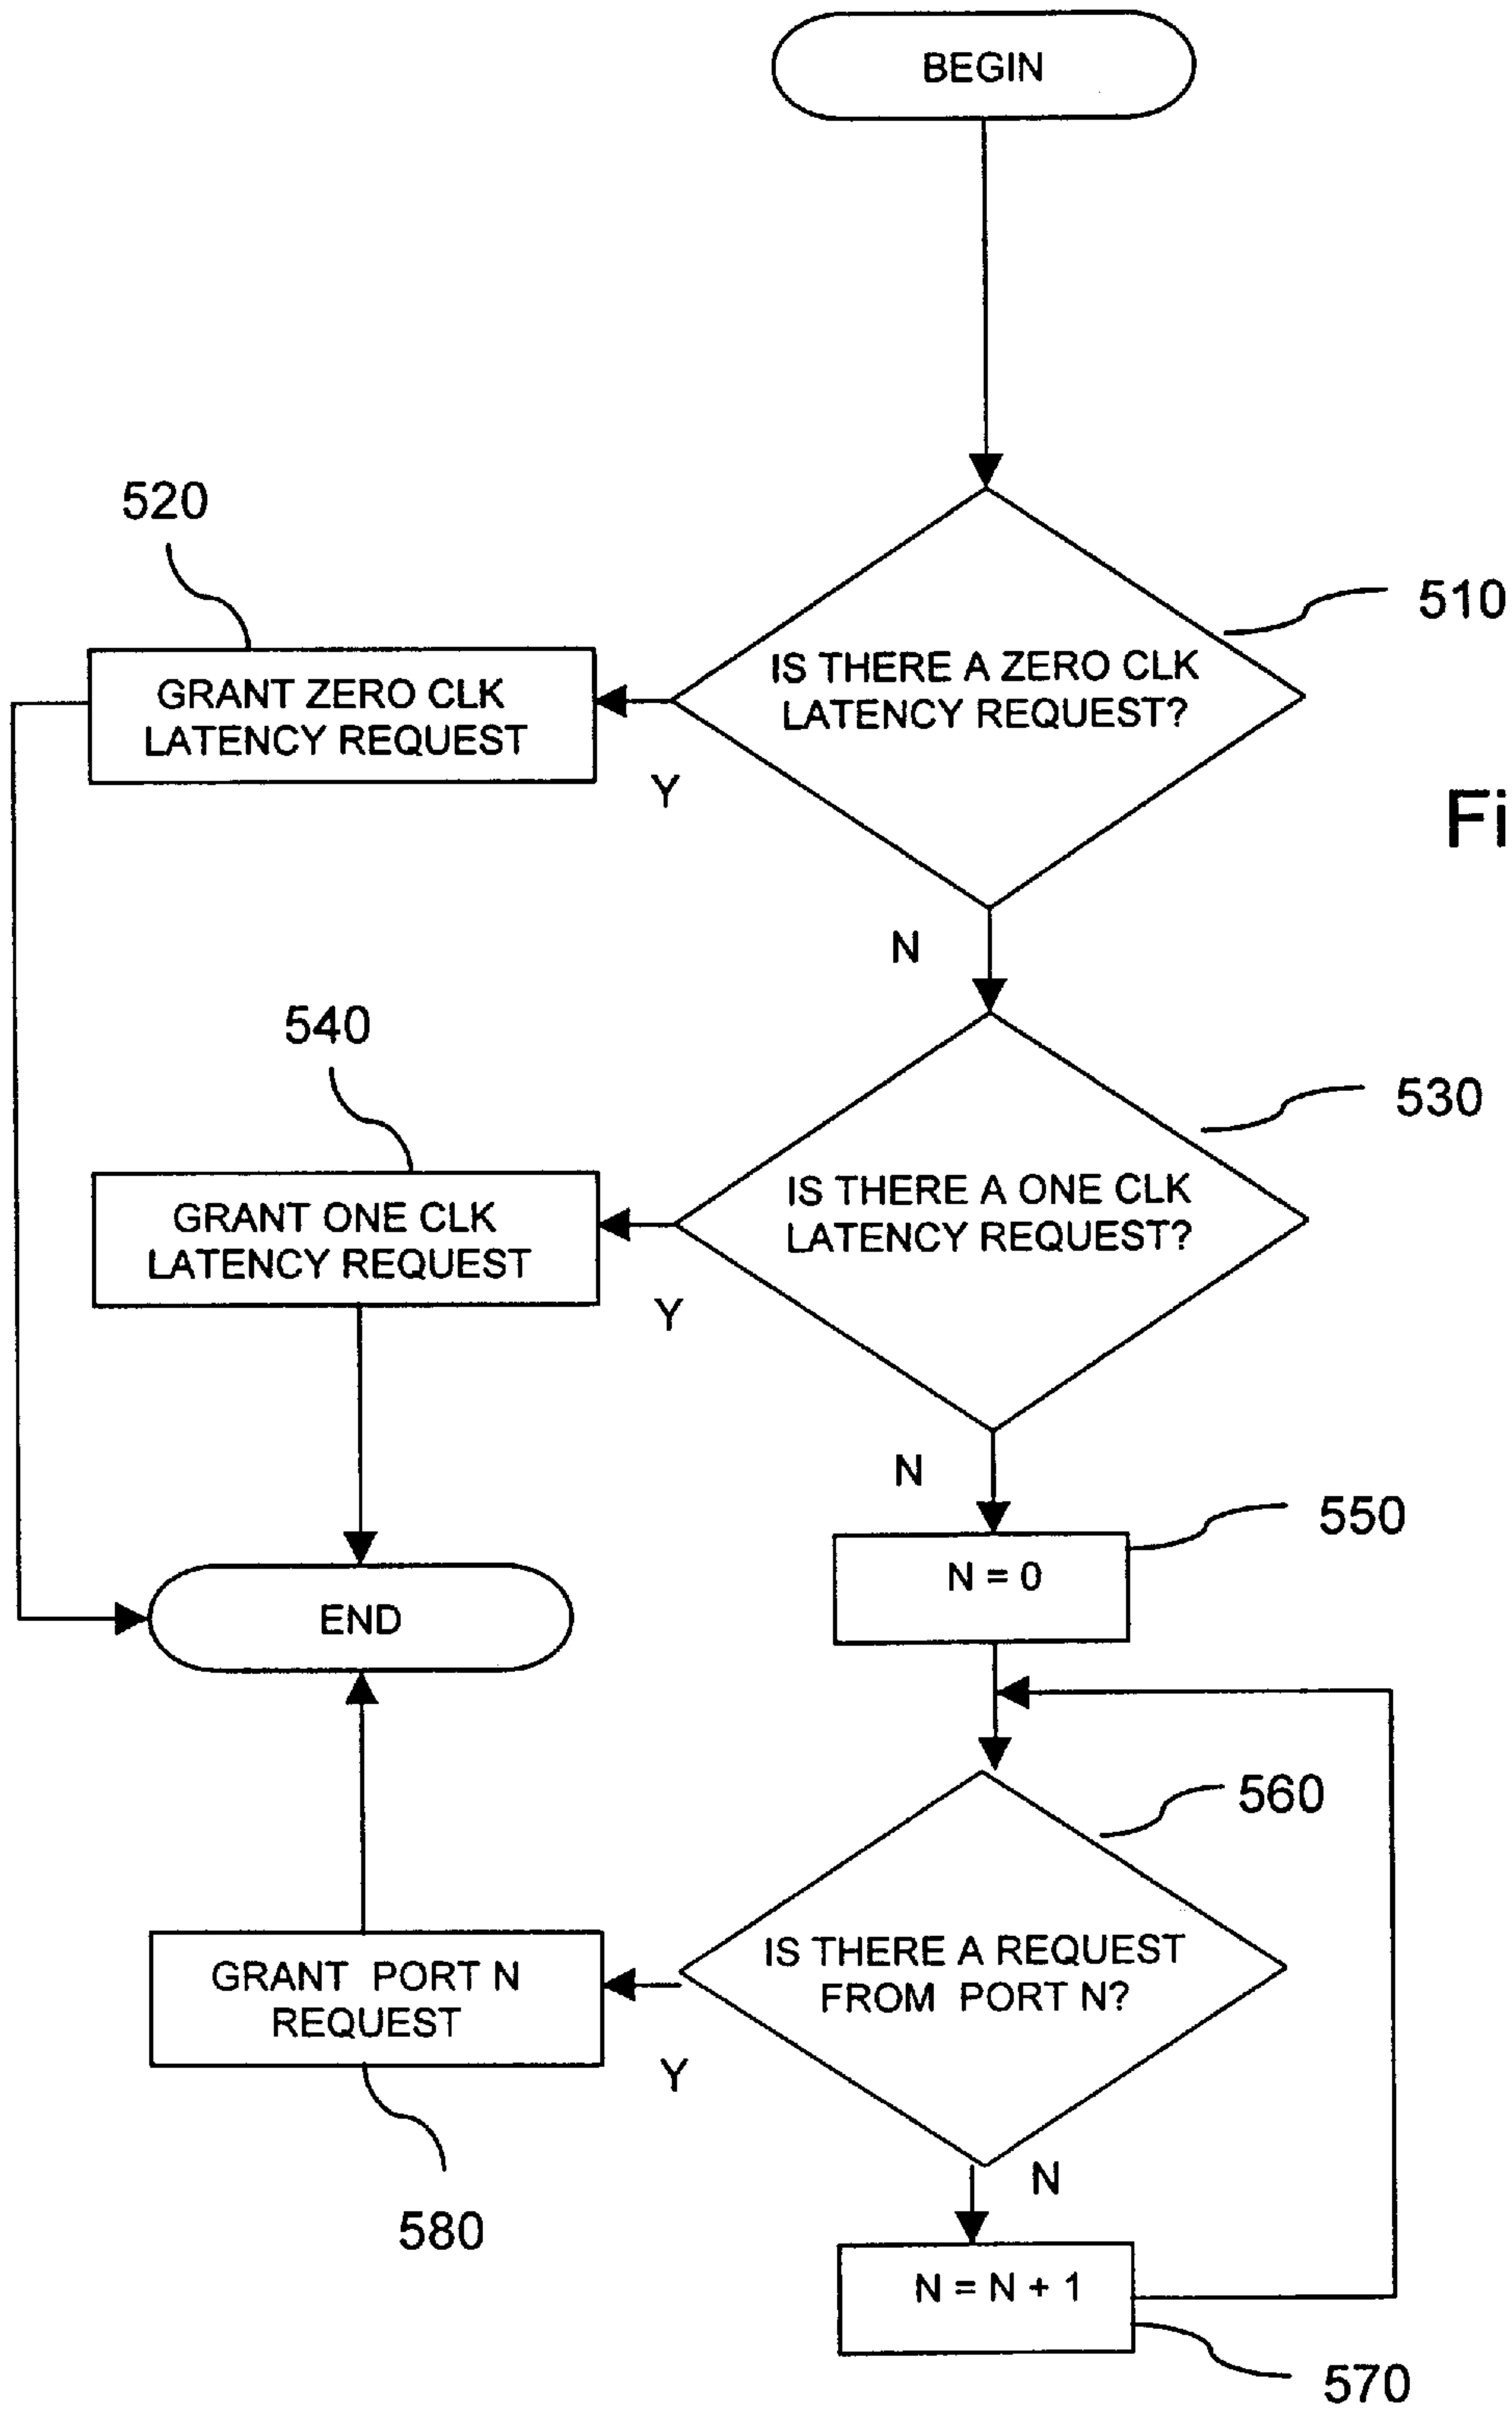 BEGIN
520
510
IS THERE A ZERO CLK
LATENCY REQUEST?
GRANT ZERO CLK
LATENCY REQUEST
Y
Fi
N
540
530
IS THERE A ONE CLK
LATENCY REQUEST?
GRANT ONE CLK
LATENCY REQUEST
Y
N
550
N = 0
END
560
IS THERE A REQUEST
FROM PORT N?
GRANT PORT N
REQUEST
Y
N
580
N = N + 1
570